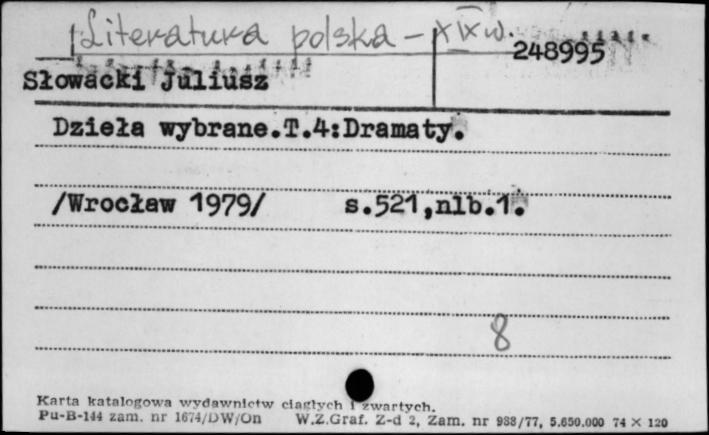 Literatura polska - XIX w.
248995
Słowacki Juliusz
Dzieła wybrane.T.4:Dramaty.
/Wrocław 1979/ s.521,nlb.1.
8
Karta katalogowa wydawnictw ciągłych i zwartych.
Pu-B-144 zam. nr 1674/DW/On W.Z.Graf. Z-d 2, Zam. nr 988/77, 5.650.000 74 × 120